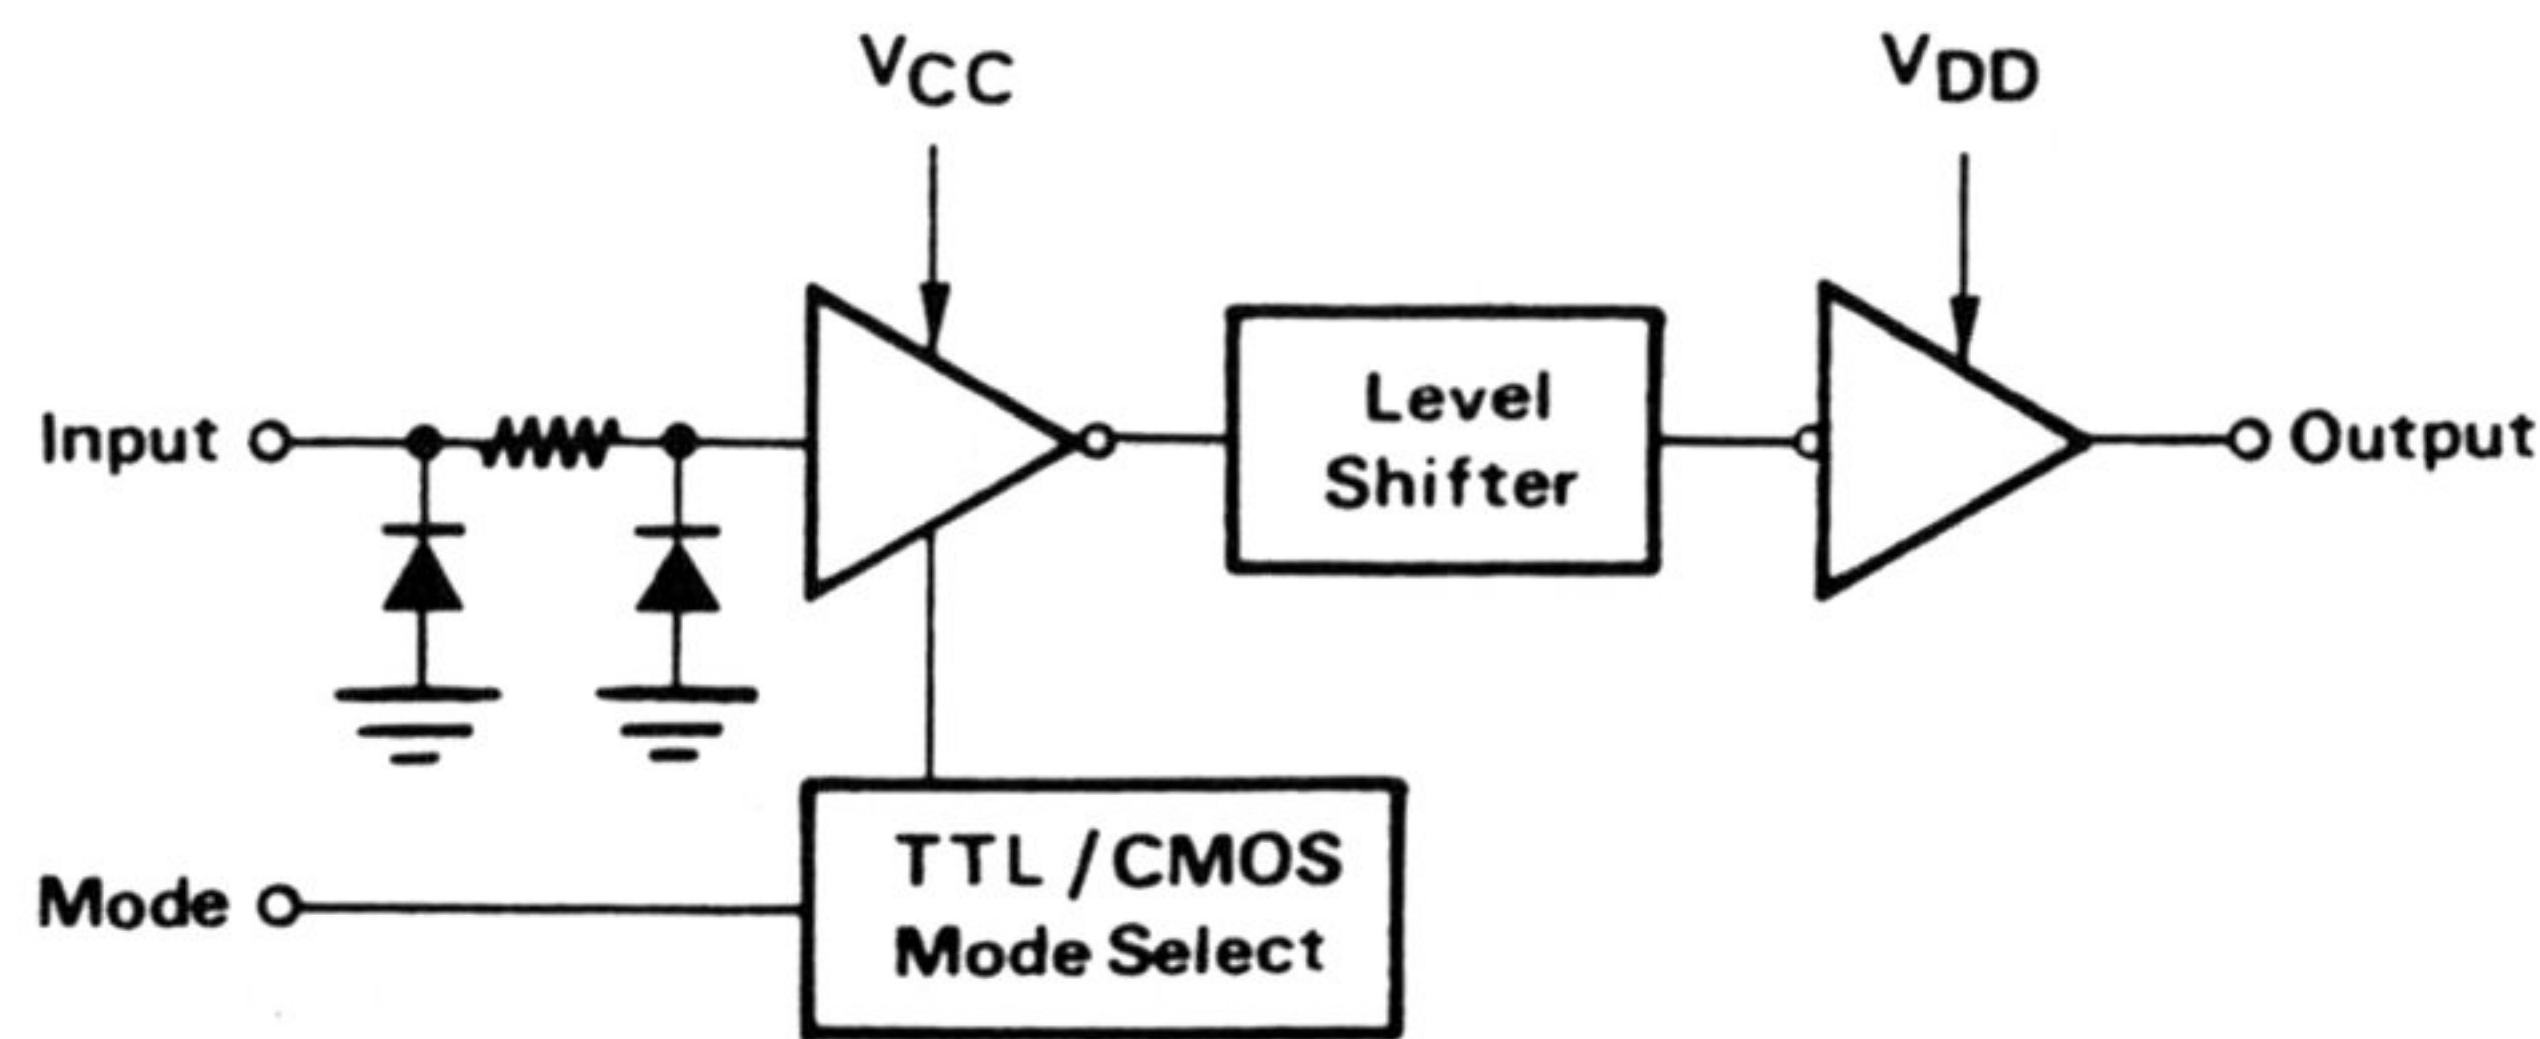 VCC
VDD
Input
Level
Shifter
Output
TTL/CMOS
Mode
Mode Select